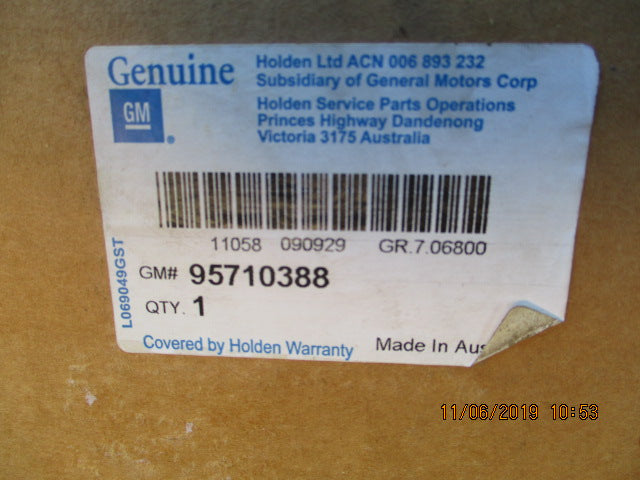 Genuine
GM
®
Holden Ltd ACN 006 893 232
Subsidiary of General Motors Corp
Holden Service Parts Operations
Princes Highway Dandenong
Victoria 3175 Australia
11058 090929 GR.7.06800
L069049GST
GM# 95710388
QTY. 1
Covered by Holden Warranty
Made In Aus
11/06/2019 10:53